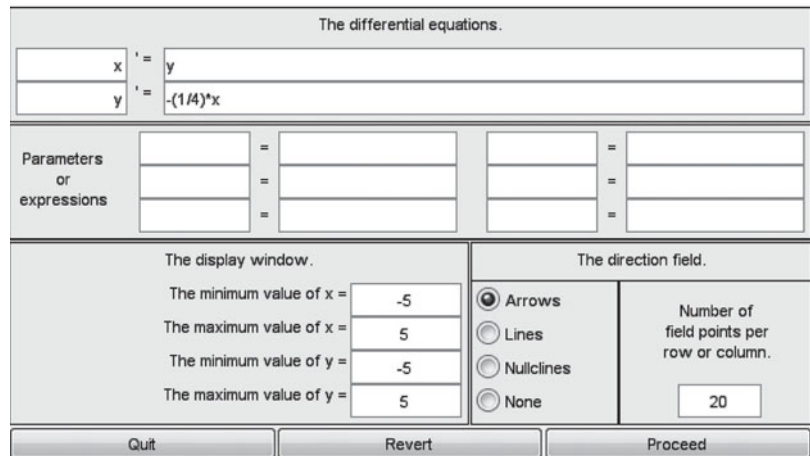 The differential equations.
x ' = y
y ' = -(1/4)*x
Parameters
or
expressions
= =
= =
= =
The display window.
The minimum value of x = -5
The maximum value of x = 5
The minimum value of y = -5
The maximum value of y = 5
The direction field.
Arrows
Lines
Nullclines
None
Number of
field points per
row or column.
20
Quit Revert Proceed